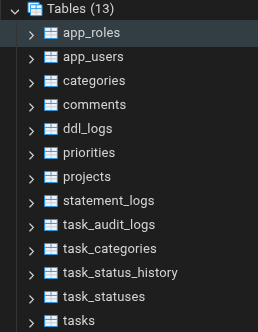 Tables (13)
app_roles
app_users
categories
comments
ddl_logs
priorities
projects
statement_logs
task_audit_logs
task_categories
task_status_history
task_statuses
tasks